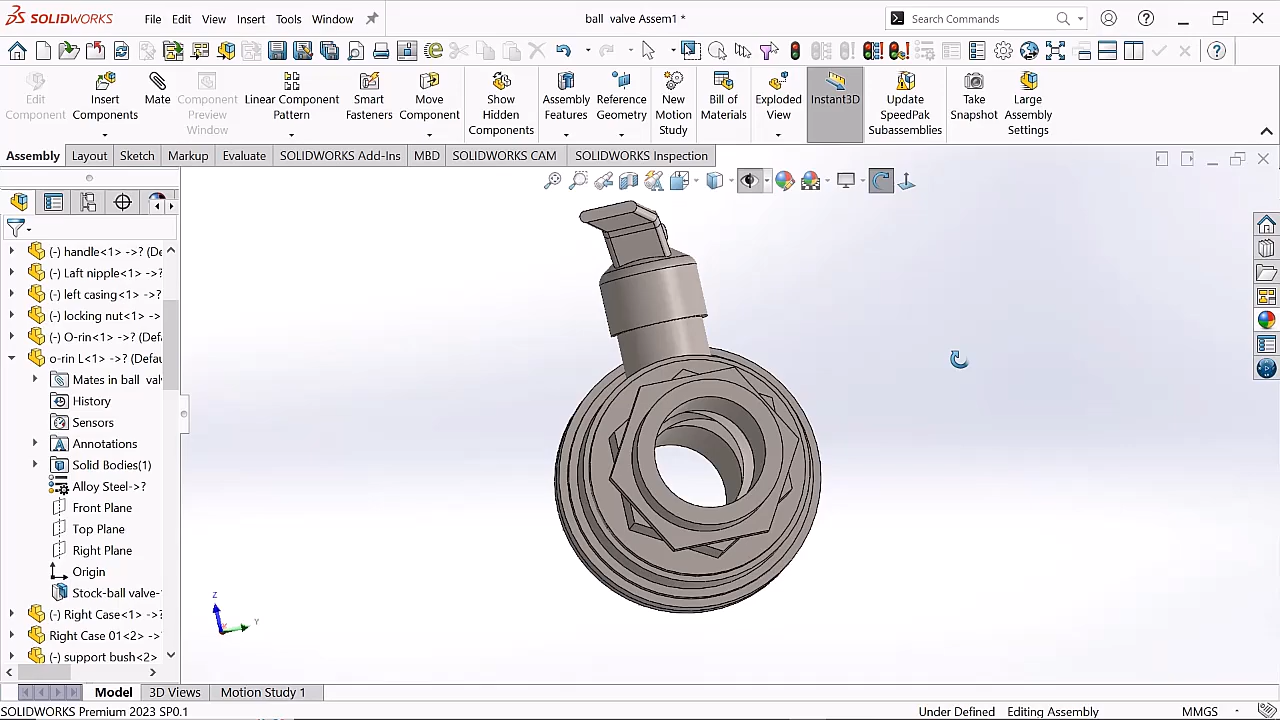 SOLIDWORKS File Edit View Insert Tools Window ball valve Assem1 * Search Commands
Edit Component
Insert Components
Mate
Component Preview Window
Linear Component Pattern
Smart Fasteners
Move Component
Show Hidden Components
Assembly Features
Reference Geometry
New Motion Study
Bill of Materials
Exploded View
Instant3D
Update SpeedPak Subassemblies
Take Snapshot
Large Assembly Settings
Assembly Layout Sketch Markup Evaluate SOLIDWORKS Add-Ins MBD SOLIDWORKS CAM SOLIDWORKS Inspection
(-) handle<1> ->? (De
(-) Laft nipple<1> ->?
(-) left casing<1> ->?
(-) locking nut<1> ->?
(-) O-rin<1> ->? (Defa
o-rin L<1> ->? (Defau
Mates in ball valv
History
Sensors
Annotations
Solid Bodies(1)
Alloy Steel->?
Front Plane
Top Plane
Right Plane
Origin
Stock-ball valve-
(-) Right Case<1> ->?
Right Case 01<2> ->
(-) support bush<2>
Z
Y
Model 3D Views Motion Study 1
SOLIDWORKS Premium 2023 SP0.1 Under Defined Editing Assembly MMGS